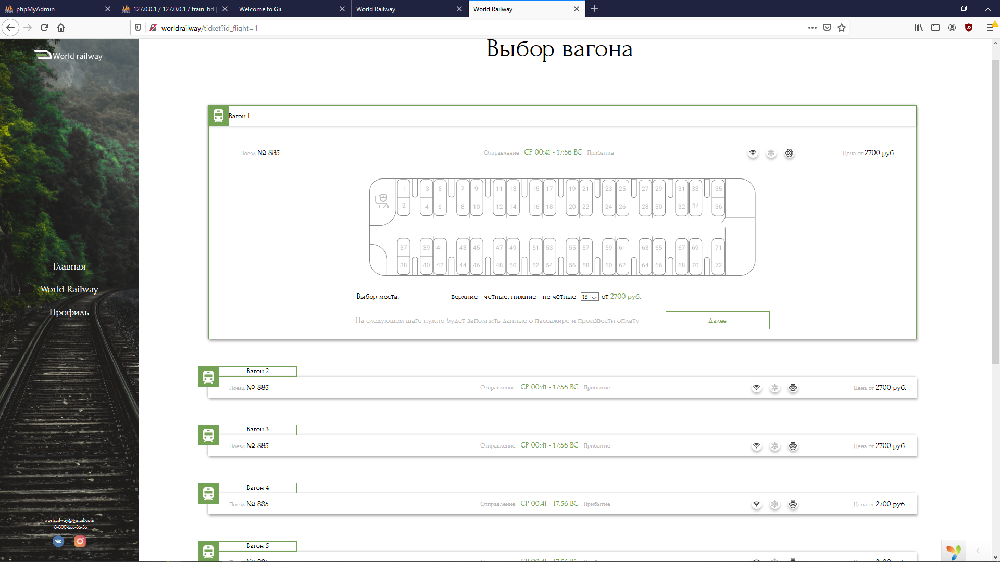 phpMyAdmin
127.0.0.1 / 127.0.0.1 / train_bd |
Welcome to Gii
World Railway
World Railway
worldrailway/ticket?id_flight=1
World railway
Главная
World Railway
Профиль
worlrailway@gmail.com
+8-800-555-35-35
Выбор вагона
Вагон 1
Поезд № 885
Отправление СР 00:41 - 17:56 ВС Прибытие
Цена от 2700 руб.
1 3 5 7 9 11 13 15 17 19 21 23 25 27 29 31 33 35
2 4 6 8 10 12 14 16 18 20 22 24 26 28 30 32 34 36
37 39 41 43 45 47 49 51 53 55 57 59 61 63 65 67 69 71
38 40 42 44 46 48 50 52 54 56 58 60 62 64 66 68 70 72
Выбор места: верхние - четные; нижние - не чётные 13 от 2700 руб.
На следующем шаге нужно будет заполнить данные о пассажире и произвести оплату
Далее
Вагон 2
Поезд № 885 Отправление СР 00:41 - 17:56 ВС Прибытие Цена от 2700 руб.
Вагон 3
Поезд № 885 Отправление СР 00:41 - 17:56 ВС Прибытие Цена от 2700 руб.
Вагон 4
Поезд № 885 Отправление СР 00:41 - 17:56 ВС Прибытие Цена от 2700 руб.
Вагон 5